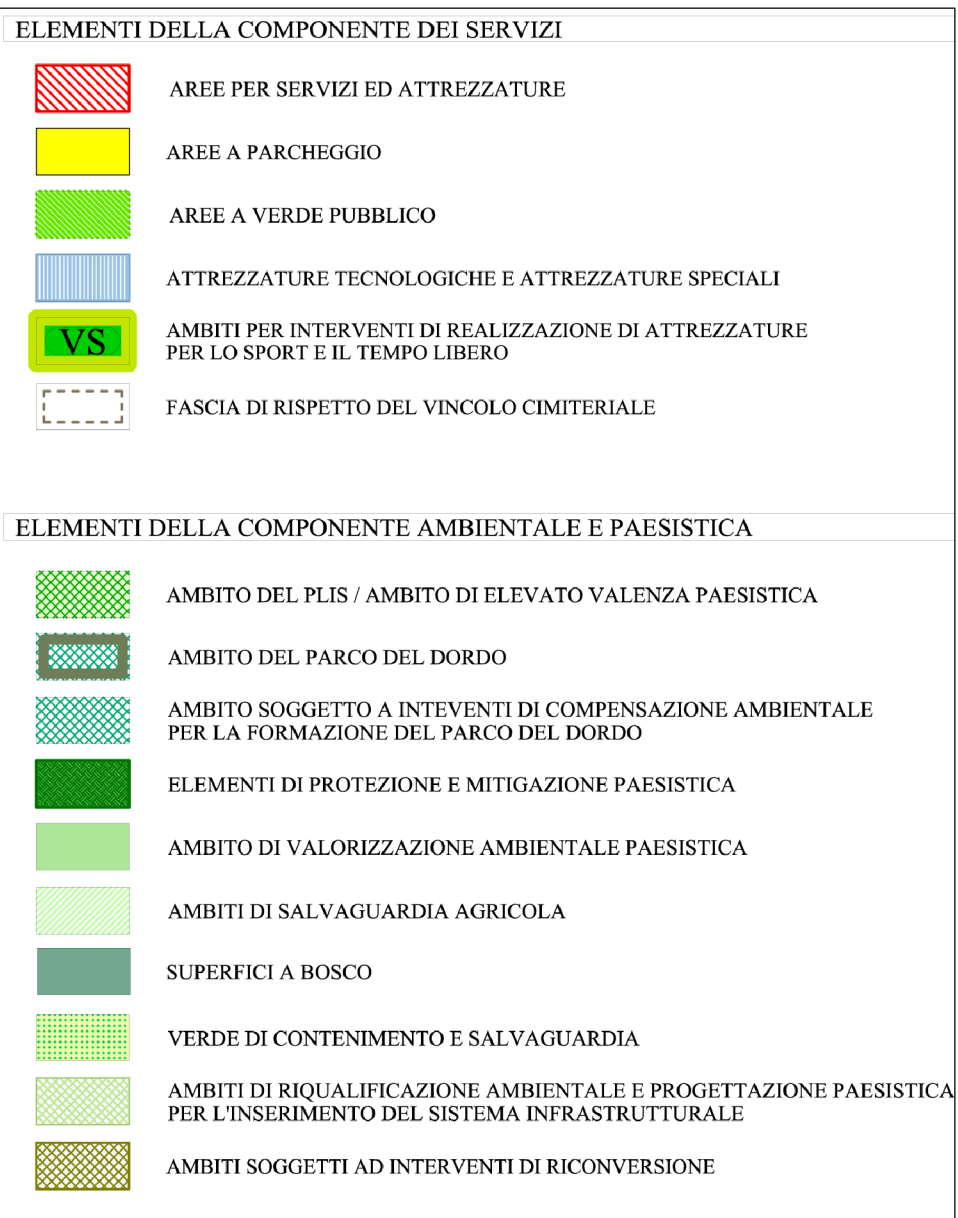 ELEMENTI DELLA COMPONENTE DEI SERVIZI
AREE PER SERVIZI ED ATTREZZATURE
AREE A PARCHEGGIO
AREE A VERDE PUBBLICO
ATTREZZATURE TECNOLOGICHE E ATTREZZATURE SPECIALI
VS
AMBITI PER INTERVENTI DI REALIZZAZIONE DI ATTREZZATURE
PER LO SPORT E IL TEMPO LIBERO
FASCIA DI RISPETTO DEL VINCOLO CIMITERIALE
ELEMENTI DELLA COMPONENTE AMBIENTALE E PAESISTICA
AMBITO DEL PLIS / AMBITO DI ELEVATO VALENZA PAESISTICA
AMBITO DEL PARCO DEL DORDO
AMBITO SOGGETTO A INTEVENTI DI COMPENSAZIONE AMBIENTALE
PER LA FORMAZIONE DEL PARCO DEL DORDO
ELEMENTI DI PROTEZIONE E MITIGAZIONE PAESISTICA
AMBITO DI VALORIZZAZIONE AMBIENTALE PAESISTICA
AMBITI DI SALVAGUARDIA AGRICOLA
SUPERFICI A BOSCO
VERDE DI CONTENIMENTO E SALVAGUARDIA
AMBITI DI RIQUALIFICAZIONE AMBIENTALE E PROGETTAZIONE PAESISTICA
PER L'INSERIMENTO DEL SISTEMA INFRASTRUTTURALE
AMBITI SOGGETTI AD INTERVENTI DI RICONVERSIONE